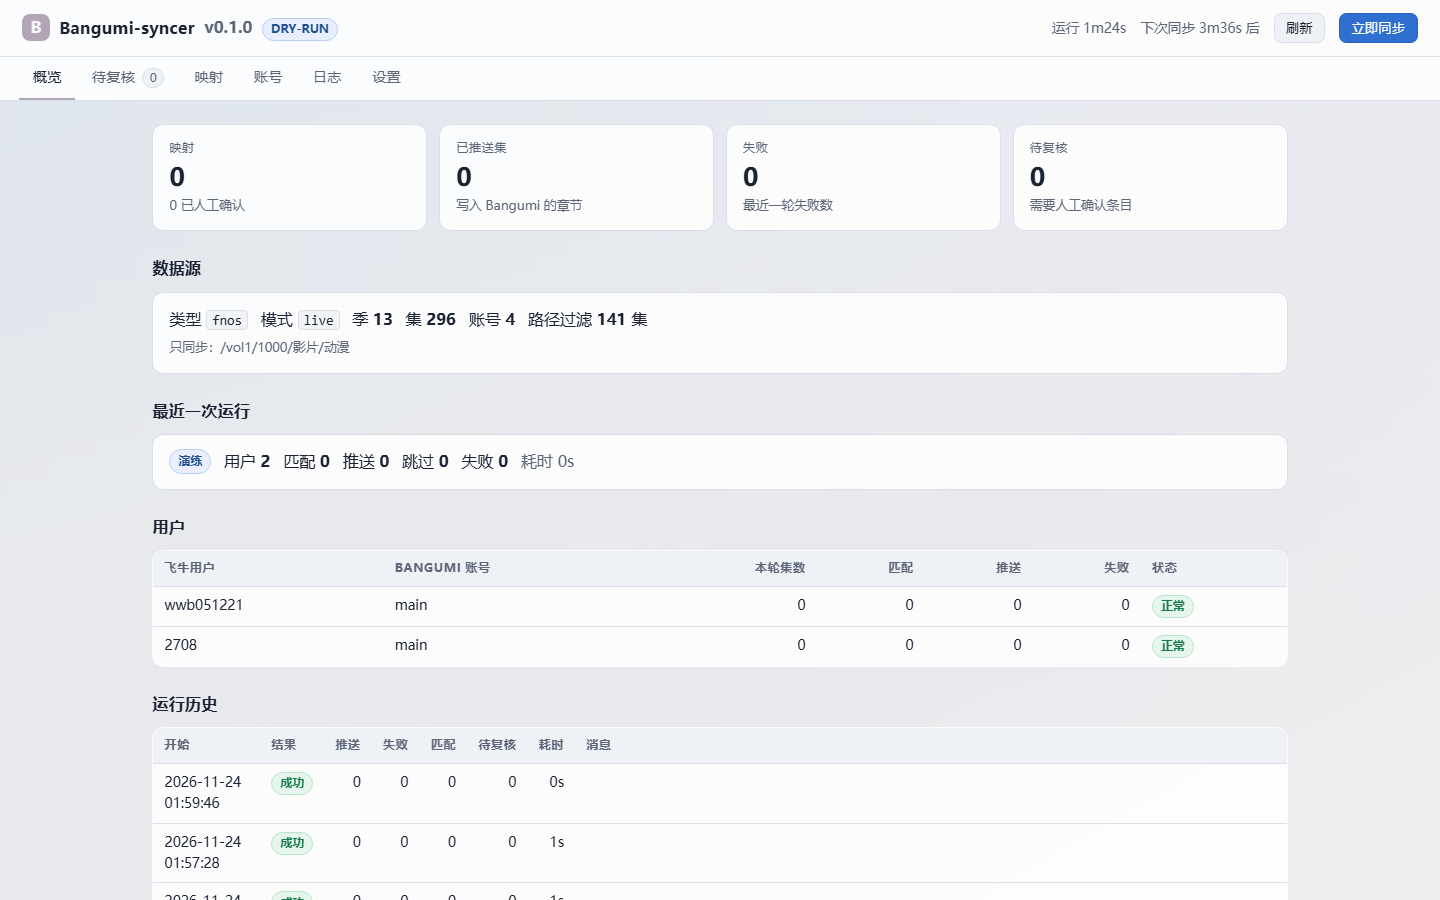 B Bangumi-syncer v0.1.0 DRY-RUN 运行 1m24s 下次同步 3m36s 后 刷新 立即同步
概览 待复核 0 映射 账号 日志 设置
映射 已推送集 失败 待复核
0 0 0 0
0 已人工确认 写入 Bangumi 的章节 最近一轮失败数 需要人工确认条目
数据源
类型 fnos 模式 live 季 13 集 296 账号 4 路径过滤 141 集
只同步：/vol1/1000/影片/动漫
最近一次运行
演练 用户 2 匹配 0 推送 0 跳过 0 失败 0 耗时 0s
用户
飞牛用户 BANGUMI 账号 本轮集数 匹配 推送 失败 状态
wwb051221 main 0 0 0 0 正常
2708 main 0 0 0 0 正常
运行历史
开始 结果 推送 失败 匹配 待复核 耗时 消息
2026-11-24 成功 0 0 0 0 0s
01:59:46
2026-11-24 成功 0 0 0 0 1s
01:57:28
2026-11-24 成功 0 0 0 0 1s